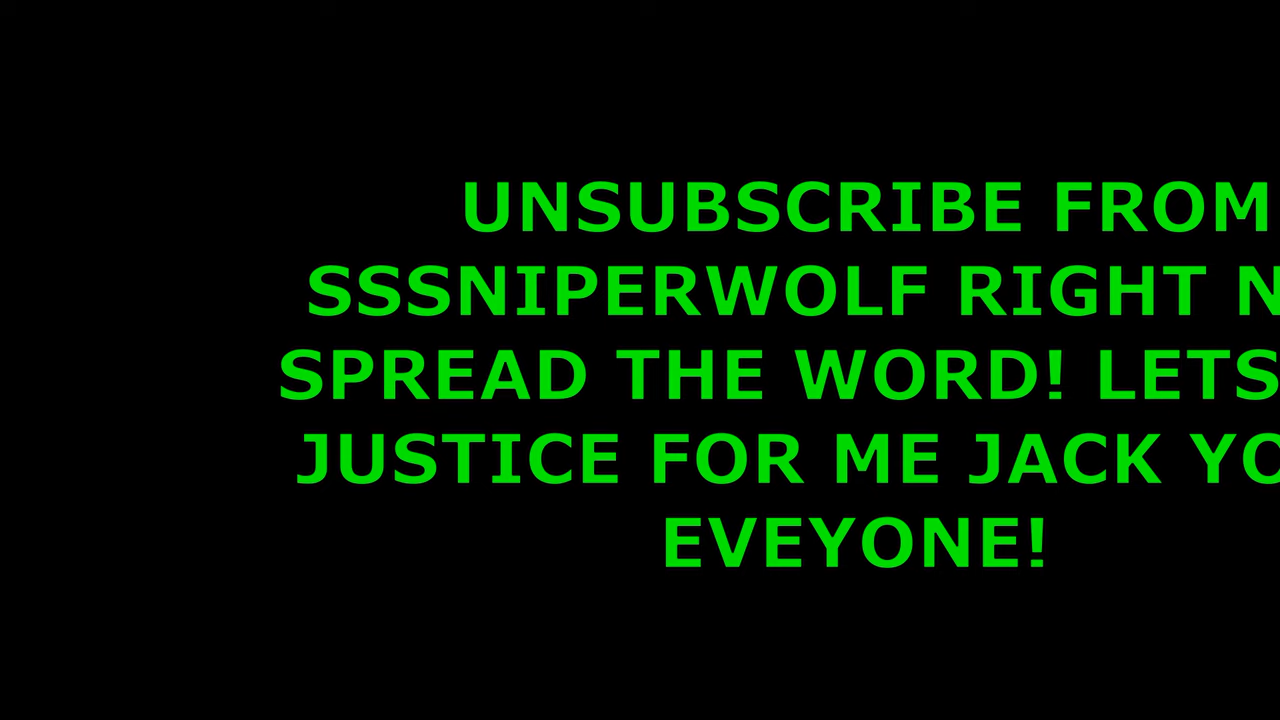 UNSUBSCRIBE FROM
SSSNIPERWOLF RIGHT
SPREAD THE WORD! LETS
JUSTICE FOR ME JACK
EVEYONE!